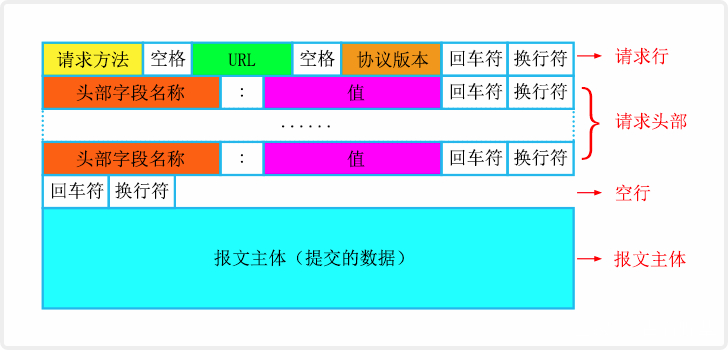 请求方法 空格 URL 空格 协议版本 回车符 换行符 请求行
头部字段名称 : 值 回车符 换行符
...... 请求头部
头部字段名称 : 值 回车符 换行符
回车符 换行符 空行
报文主体（提交的数据） 报文主体